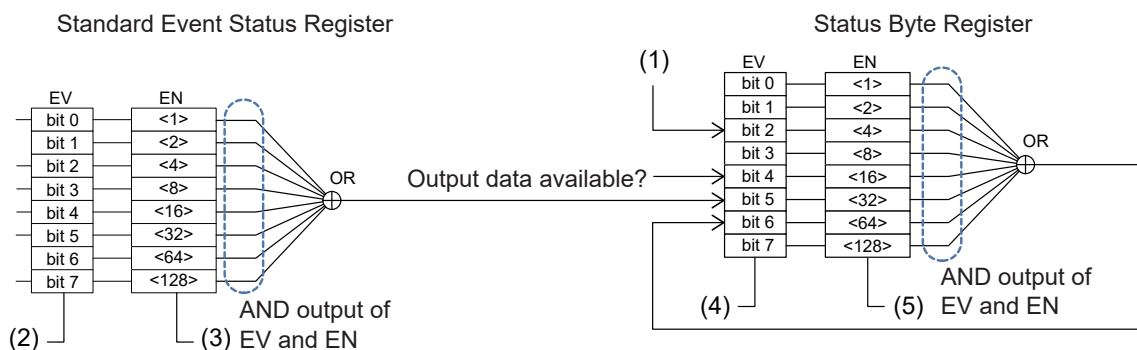 Standard Event Status Register
Status Byte Register
(1)
EV
EN
bit 0
<1>
bit 1
<2>
bit 2
<4>
bit 3
<8>
bit 4
<16>
bit 5
<32>
bit 6
<64>
bit 7
<128>
OR
AND output of
EV and EN
(2)
(3)
Output data available?
EV
EN
bit 0
<1>
bit 1
<2>
bit 2
<4>
bit 3
<8>
bit 4
<16>
bit 5
<32>
bit 6
<64>
bit 7
<128>
OR
AND output of
EV and EN
(4)
(5)